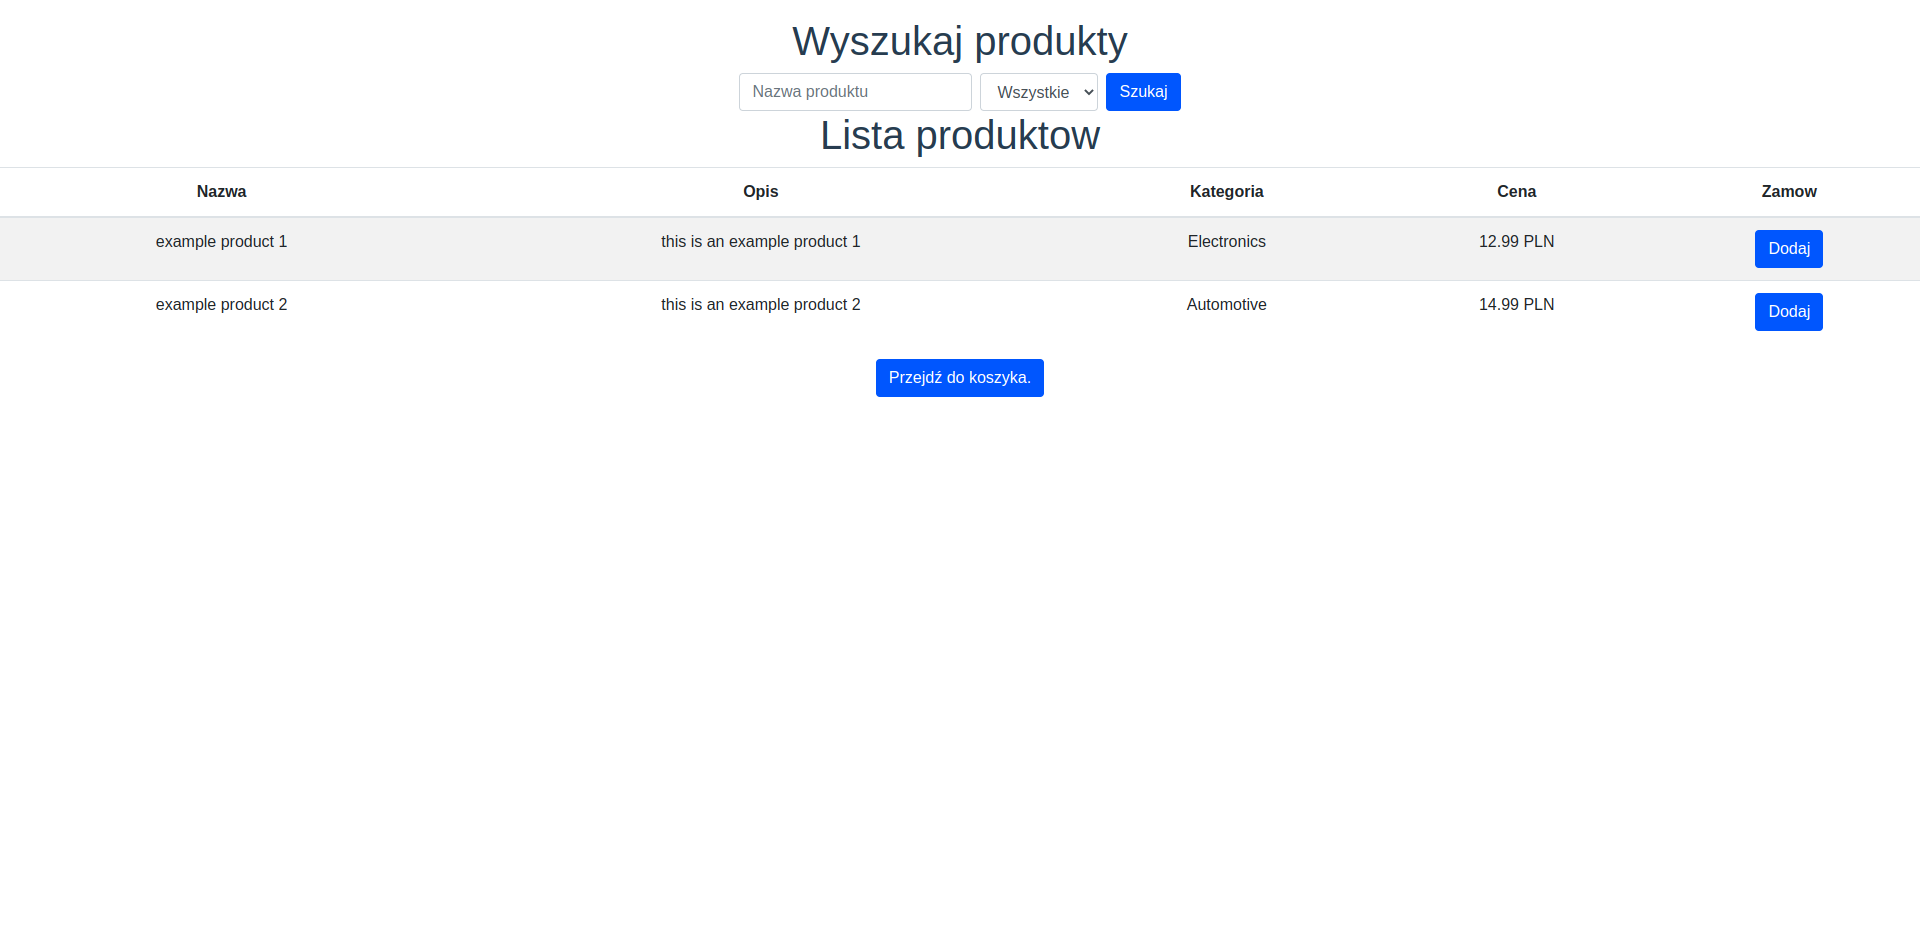 Wyszukaj produkty
Nazwa produktu Wszystkie Szukaj
Lista produktow
Nazwa Opis Kategoria Cena Zamow
example product 1 this is an example product 1 Electronics 12.99 PLN Dodaj
example product 2 this is an example product 2 Automotive 14.99 PLN Dodaj
Przejdź do koszyka.